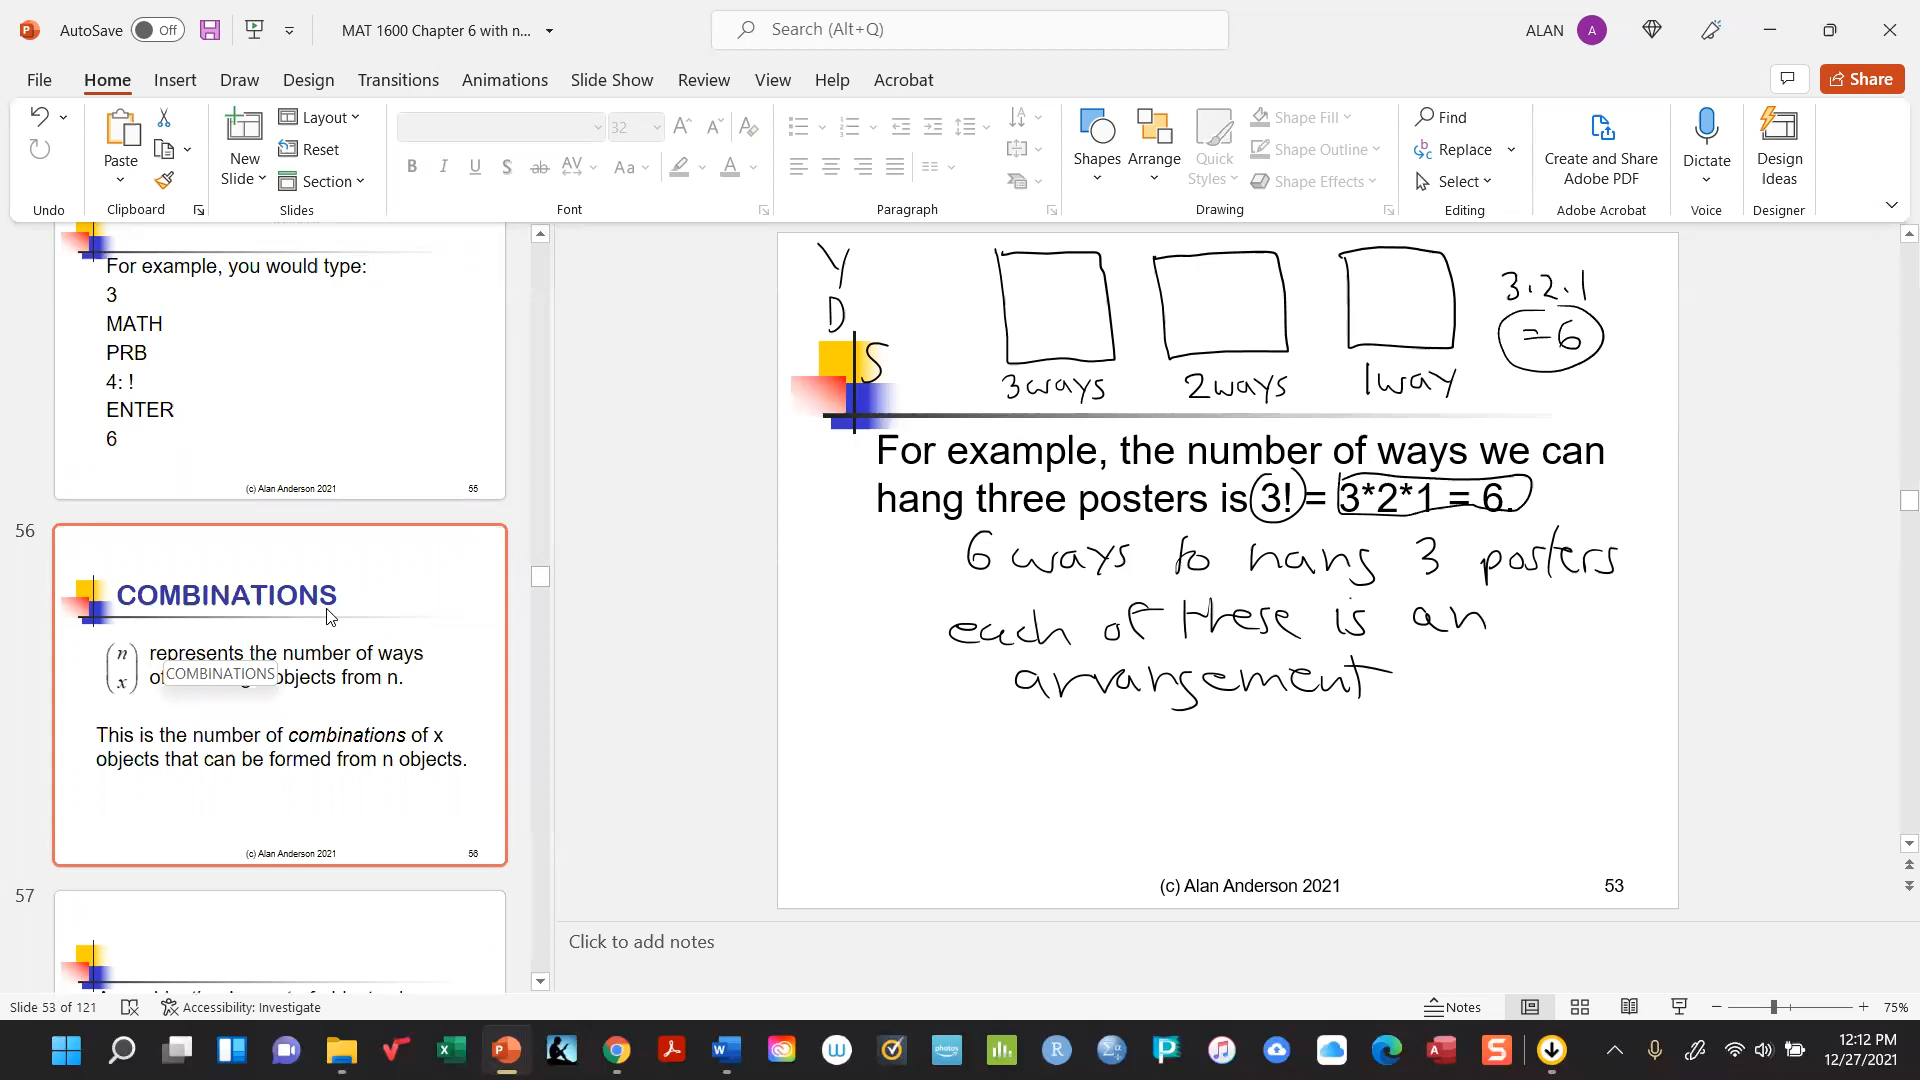 AutoSave Off
MAT 1600 Chapter 6 with n...
Search (Alt+Q)
ALAN A
File Home Insert Draw Design Transitions Slide Show Animations Review View Help Acrobat
Share
Paste
New Slide
Layout
Reset
Section
32
Shapes
Arrange
Quick Styles
Shape Fill
Shape Outline
Shape Effects
Find
Replace
Select
Create and Share Adobe PDF
Dictate
Design Ideas
Undo Clipboard Slides Font Paragraph Drawing Editing Adobe Acrobat Voice Designer
For example, you would type:
3
MATH
PRB
4: !
ENTER
6
(c) Alan Anderson 2021 55
56
COMBINATIONS
n
x
represents the number of ways
objects from n.
COMBINATIONS
This is the number of combinations of x
objects that can be formed from n objects.
(c) Alan Anderson 2021 56
57
Y
D
S
3 ways 2 ways 1 way
3.2.1
=6
For example, the number of ways we can
hang three posters is 3! = 3*2*1 = 6.
6 ways to hang 3 posters
each of these is an
arrangement
(c) Alan Anderson 2021 53
Click to add notes
Slide 53 of 121 Accessibility: Investigate Notes 75%
12:12 PM
12/27/2021